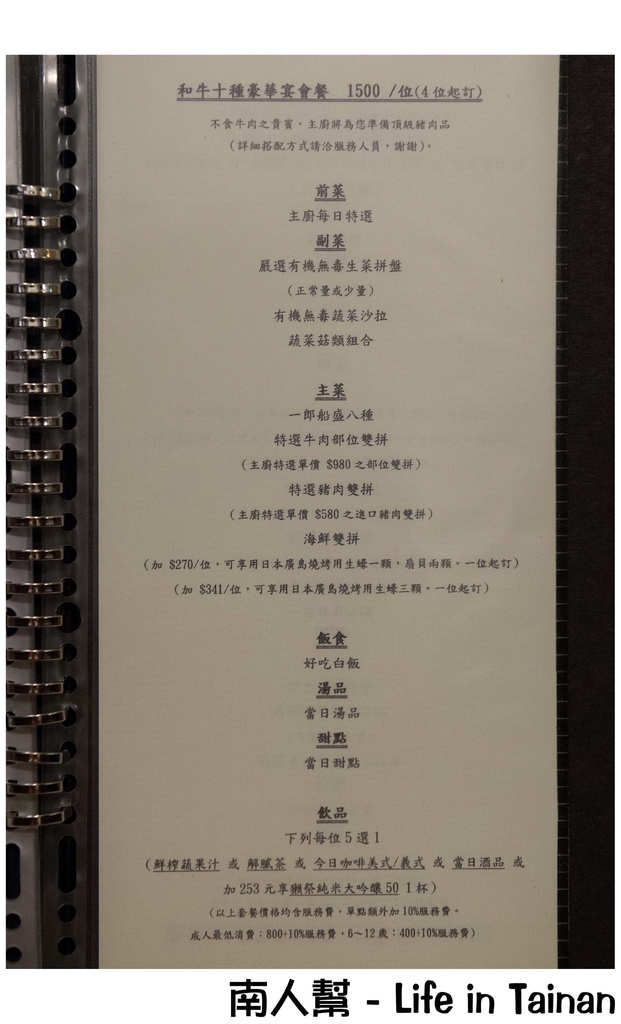 和牛十種豪華宴會餐 1500 /位(4位起訂)
不食牛肉之貴賓，主廚將為您準備頂級豬肉品
(詳細搭配方式請洽服務人員，謝謝)。
前菜
主廚每日特選
副菜
嚴選有機無毒生菜拼盤
(正常量或少量)
有機無毒蔬菜沙拉
蔬菜菇類組合
主菜
一郎船盛八種
特選牛肉部位雙拼
(主廚特選單價 $980 之部位雙拼)
特選豬肉雙拼
(主廚特選單價 $580 之進口豬肉雙拼)
海鮮雙拼
(加 $270/位，可享用日本廣島燒烤用生蠔一顆，扇貝兩顆。一位起訂)
(加 $341/位，可享用日本廣島燒烤用生蠔三顆。一位起訂)
飯食
好吃白飯
湯品
當日湯品
甜點
當日甜點
飲品
下列每位5選1
(鮮榨蔬果汁 或 解膩茶 或 今日咖啡美式/義式 或 當日酒品 或
加 253 元享獺祭純米大吟釀 50 1 杯)
(以上套餐價格均含服務費，單點額外加10%服務費。
成人最低消費：800+10%服務費，6～12 歲：400+10%服務費)
南人幫 - Life in Tainan